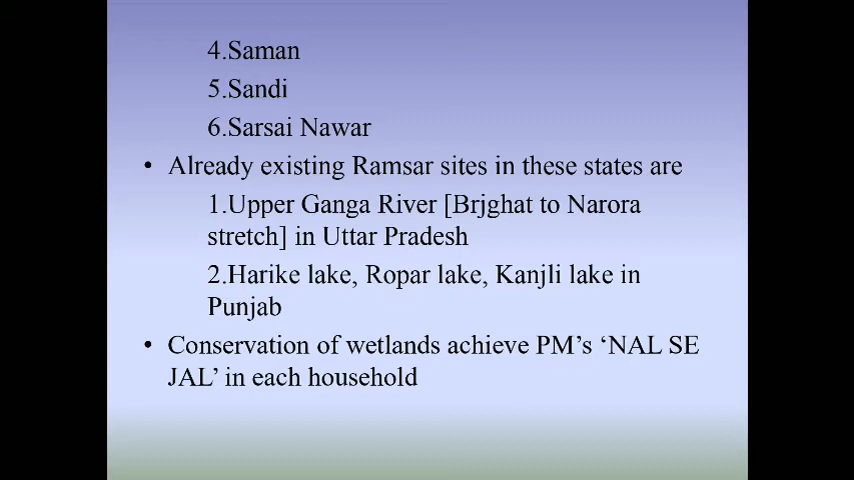 4.Saman
5.Sandi
6.Sarsai Nawar
• Already existing Ramsar sites in these states are
1.Upper Ganga River [Brjghat to Narora
stretch] in Uttar Pradesh
2.Harike lake, Ropar lake, Kanjli lake in
Punjab
• Conservation of wetlands achieve PM’s ‘NAL SE
JAL’ in each household